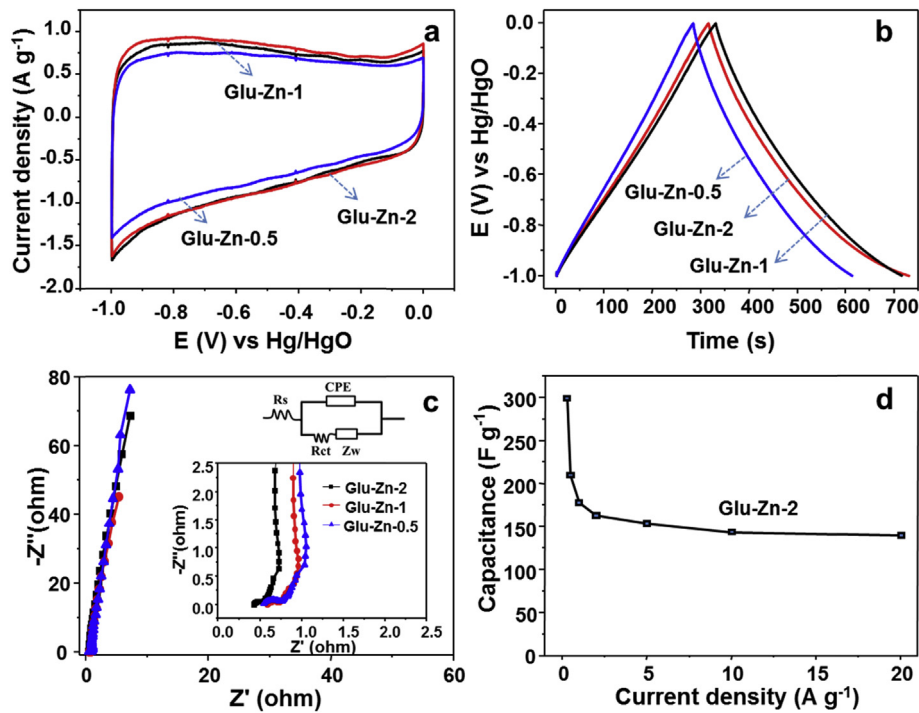 a
Current density (A g-1)
1.0
0.5
0.0
-0.5
-1.0
-1.5
-2.0
Glu-Zn-1
Glu-Zn-2
Glu-Zn-0.5
-1.0 -0.8 -0.6 -0.4 -0.2 0.0
E (V) vs Hg/HgO
b
E (V) vs Hg/HgO
0.0
-0.2
-0.4
-0.6
-0.8
-1.0
Glu-Zn-0.5
Glu-Zn-2
Glu-Zn-1
0 100 200 300 400 500 600 700
Time (s)
c
-Z''(ohm)
80
60
40
20
0
Rs
CPE
Rct Zw
-Z''(ohm)
2.5
2.0
1.5
1.0
0.5
0.0
Glu-Zn-2
Glu-Zn-1
Glu-Zn-0.5
0.0 0.5 1.0 1.5 2.0 2.5
Z' (ohm)
0 20 40 60
Z' (ohm)
d
Capacitance (F g-1)
300
250
200
150
100
50
0
Glu-Zn-2
0 5 10 15 20
Current density (A g-1)